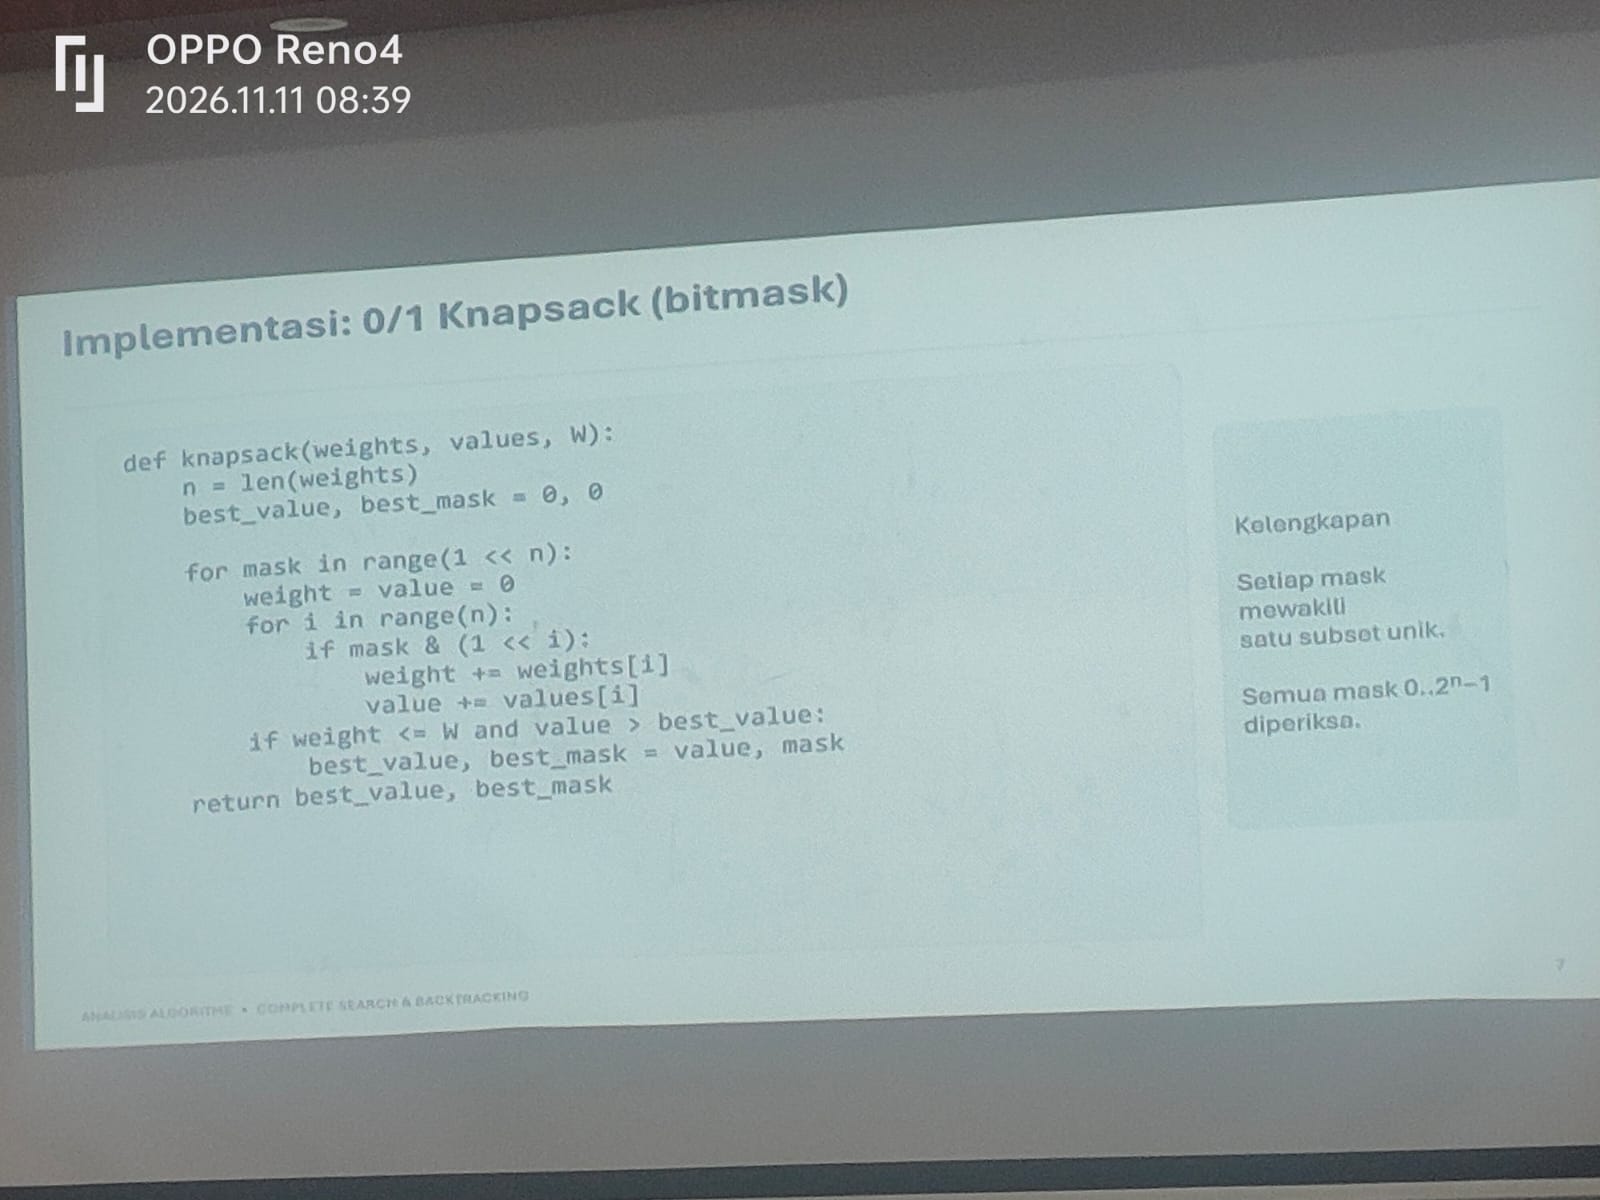 OPPO Reno4
2026.11.11 08:39
Implementasi: 0/1 Knapsack (bitmask)
def knapsack(weights, values, W):
    n = len(weights)
    best_value, best_mask = 0, 0
    for mask in range(1 << n):
        weight = value = 0
        for i in range(n):
            if mask & (1 << i):
                weight += weights[i]
                value += values[i]
        if weight <= W and value > best_value:
            best_value, best_mask = value, mask
    return best_value, best_mask
Kelengkapan
Setiap mask
mewakili
satu subset unik.
Semua mask 0..2ⁿ−1
diperiksa.
ANALISIS ALGORITME • COMPLETE SEARCH & BACKTRACKING
7